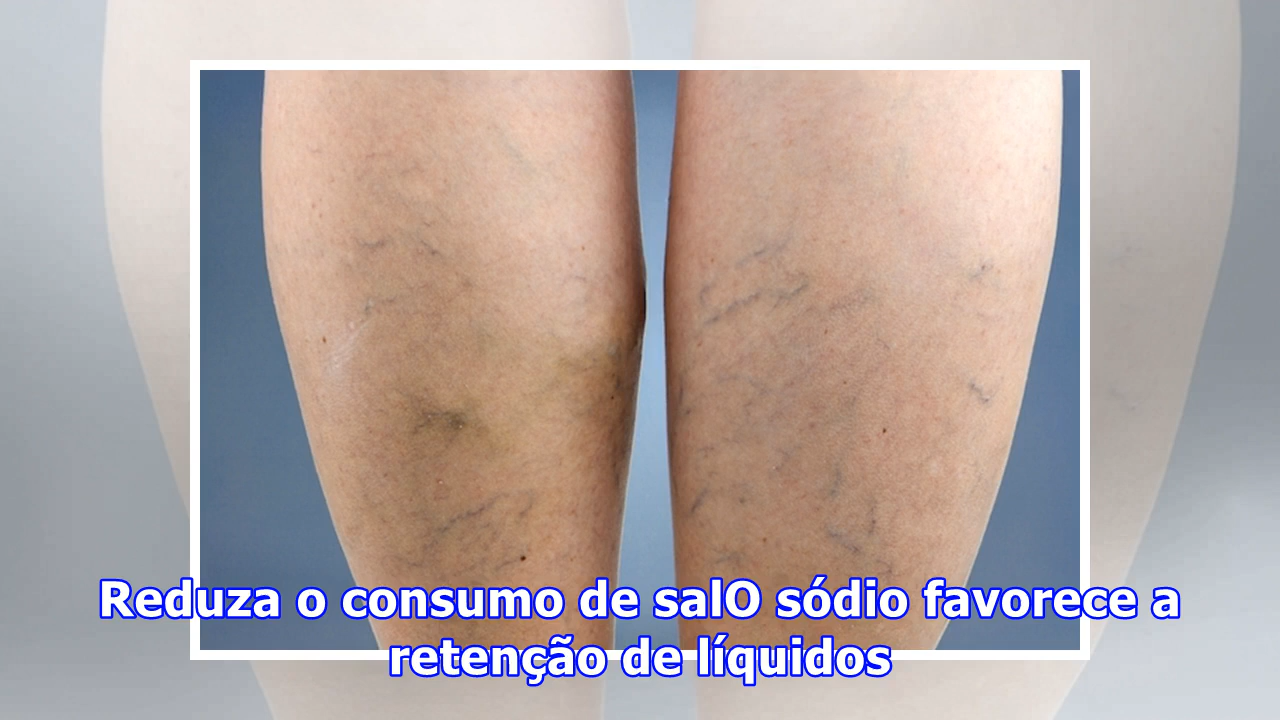 Reduza o consumo de salO sódio favorece a
retenção de líquidos